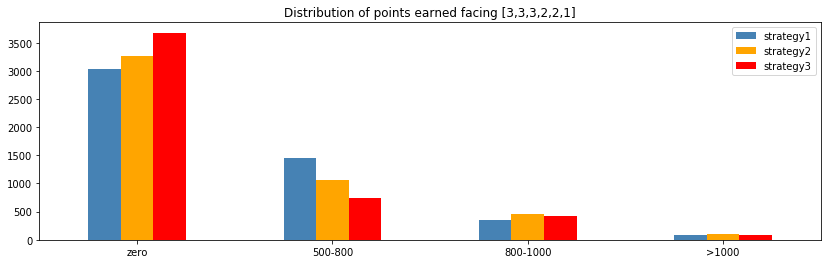 Distribution of points earned facing [3,3,3,2,2,1]
strategy1
strategy2
strategy3
3500
3000
2500
2000
1500
1000
500
0
zero
500-800
800-1000
>1000